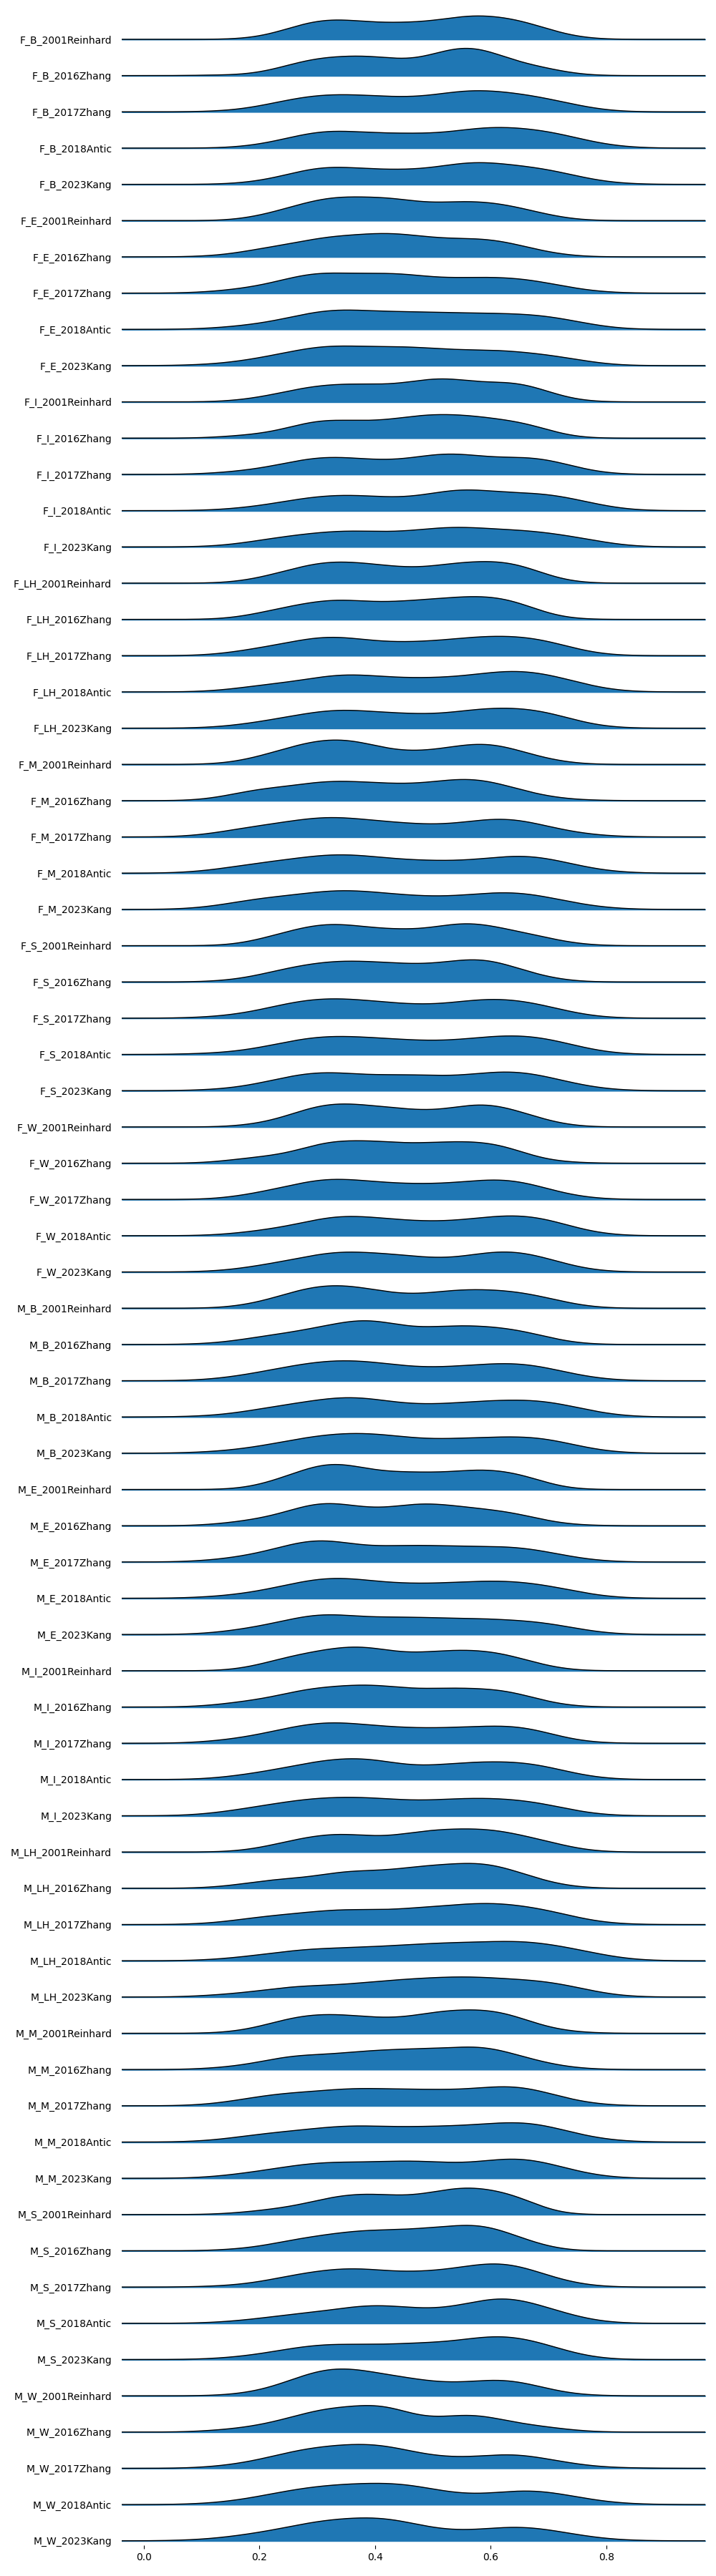 F_B_2001Reinhard
F_B_2016Zhang
F_B_2017Zhang
F_B_2018Antic
F_B_2023Kang
F_E_2001Reinhard
F_E_2016Zhang
F_E_2017Zhang
F_E_2018Antic
F_E_2023Kang
F_I_2001Reinhard
F_I_2016Zhang
F_I_2017Zhang
F_I_2018Antic
F_I_2023Kang
F_LH_2001Reinhard
F_LH_2016Zhang
F_LH_2017Zhang
F_LH_2018Antic
F_LH_2023Kang
F_M_2001Reinhard
F_M_2016Zhang
F_M_2017Zhang
F_M_2018Antic
F_M_2023Kang
F_S_2001Reinhard
F_S_2016Zhang
F_S_2017Zhang
F_S_2018Antic
F_S_2023Kang
F_W_2001Reinhard
F_W_2016Zhang
F_W_2017Zhang
F_W_2018Antic
F_W_2023Kang
M_B_2001Reinhard
M_B_2016Zhang
M_B_2017Zhang
M_B_2018Antic
M_B_2023Kang
M_E_2001Reinhard
M_E_2016Zhang
M_E_2017Zhang
M_E_2018Antic
M_E_2023Kang
M_I_2001Reinhard
M_I_2016Zhang
M_I_2017Zhang
M_I_2018Antic
M_I_2023Kang
M_LH_2001Reinhard
M_LH_2016Zhang
M_LH_2017Zhang
M_LH_2018Antic
M_LH_2023Kang
M_M_2001Reinhard
M_M_2016Zhang
M_M_2017Zhang
M_M_2018Antic
M_M_2023Kang
M_S_2001Reinhard
M_S_2016Zhang
M_S_2017Zhang
M_S_2018Antic
M_S_2023Kang
M_W_2001Reinhard
M_W_2016Zhang
M_W_2017Zhang
M_W_2018Antic
M_W_2023Kang
0.0 0.2 0.4 0.6 0.8